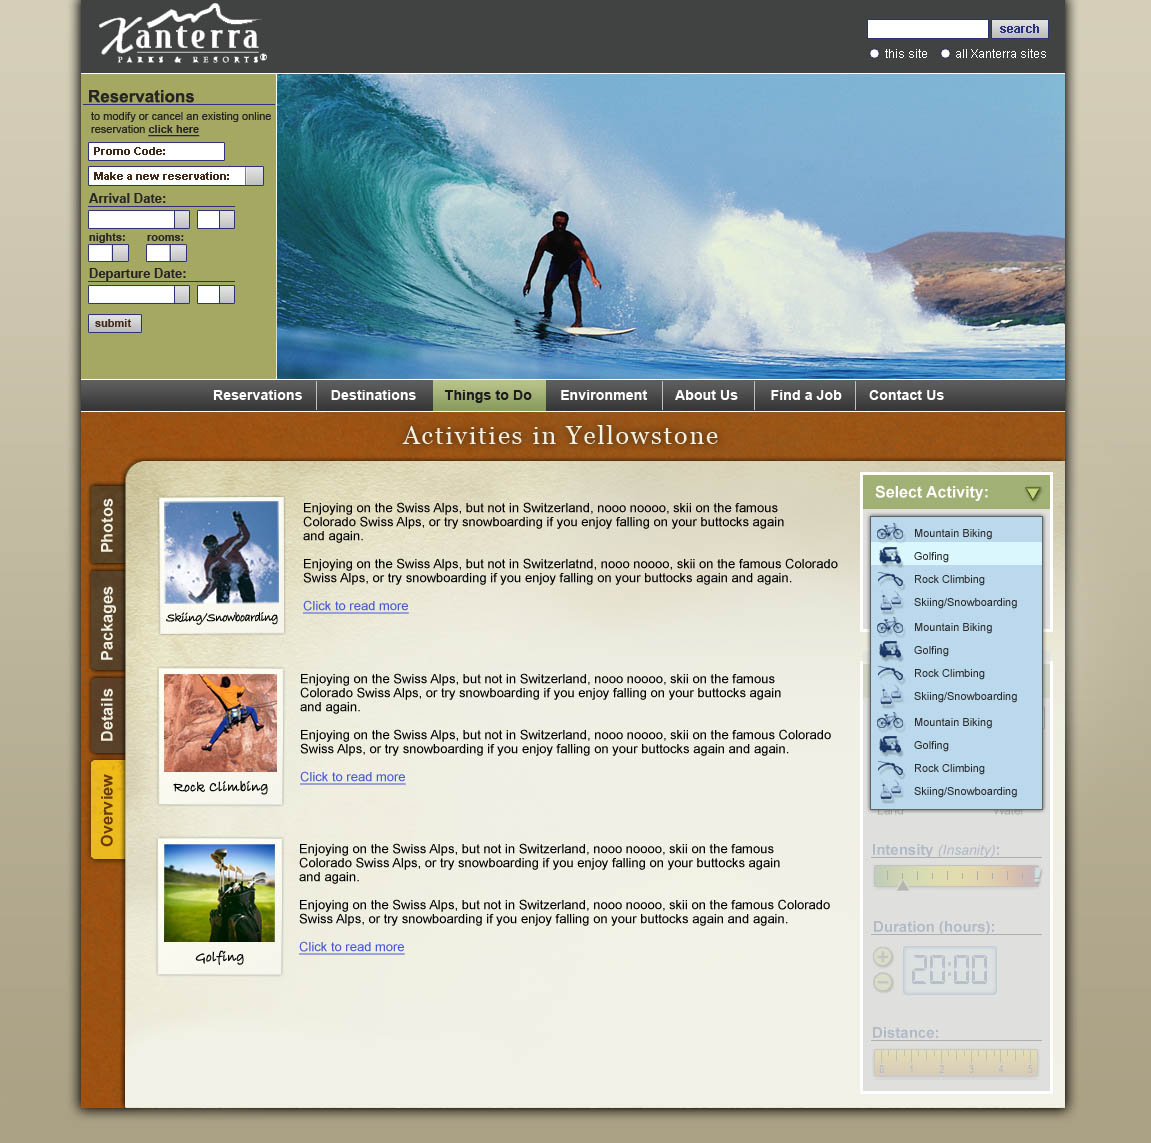 Xanterra
PARKS & RESORTS®
search
this site
all Xanterra sites
Reservations
to modify or cancel an existing online
reservation click here
Promo Code:
Make a new reservation:
Arrival Date:
nights:
rooms:
Departure Date:
submit
Reservations
Destinations
Things to Do
Environment
About Us
Find a Job
Contact Us
Activities in Yellowstone
Photos
Packages
Details
Overview
Skiing/Snowboarding
Enjoying on the Swiss Alps, but not in Switzerland, nooo noooo, skii on the famous
Colorado Swiss Alps, or try snowboarding if you enjoy falling on your buttocks again
and again.
Enjoying on the Swiss Alps, but not in Switzerlatnd, nooo noooo, skii on the famous Colorado
Swiss Alps, or try snowboarding if you enjoy falling on your buttocks again and again.
Click to read more
Rock Climbing
Enjoying on the Swiss Alps, but not in Switzerland, nooo noooo, skii on the famous
Colorado Swiss Alps, or try snowboarding if you enjoy falling on your buttocks again
and again.
Enjoying on the Swiss Alps, but not in Switzerland, nooo noooo, skii on the famous Colorado
Swiss Alps, or try snowboarding if you enjoy falling on your buttocks again and again.
Click to read more
Golfing
Enjoying on the Swiss Alps, but not in Switzerland, nooo noooo, skii on the famous
Colorado Swiss Alps, or try snowboarding if you enjoy falling on your buttocks again
and again.
Enjoying on the Swiss Alps, but not in Switzerland, nooo noooo, skii on the famous Colorado
Swiss Alps, or try snowboarding if you enjoy falling on your buttocks again and again.
Click to read more
Select Activity:
Mountain Biking
Golfing
Rock Climbing
Skiing/Snowboarding
Mountain Biking
Golfing
Rock Climbing
Skiing/Snowboarding
Mountain Biking
Golfing
Rock Climbing
Skiing/Snowboarding
Land
Water
Intensity (Insanity):
Duration (hours):
20:00
Distance:
0 1 2 3 4 5